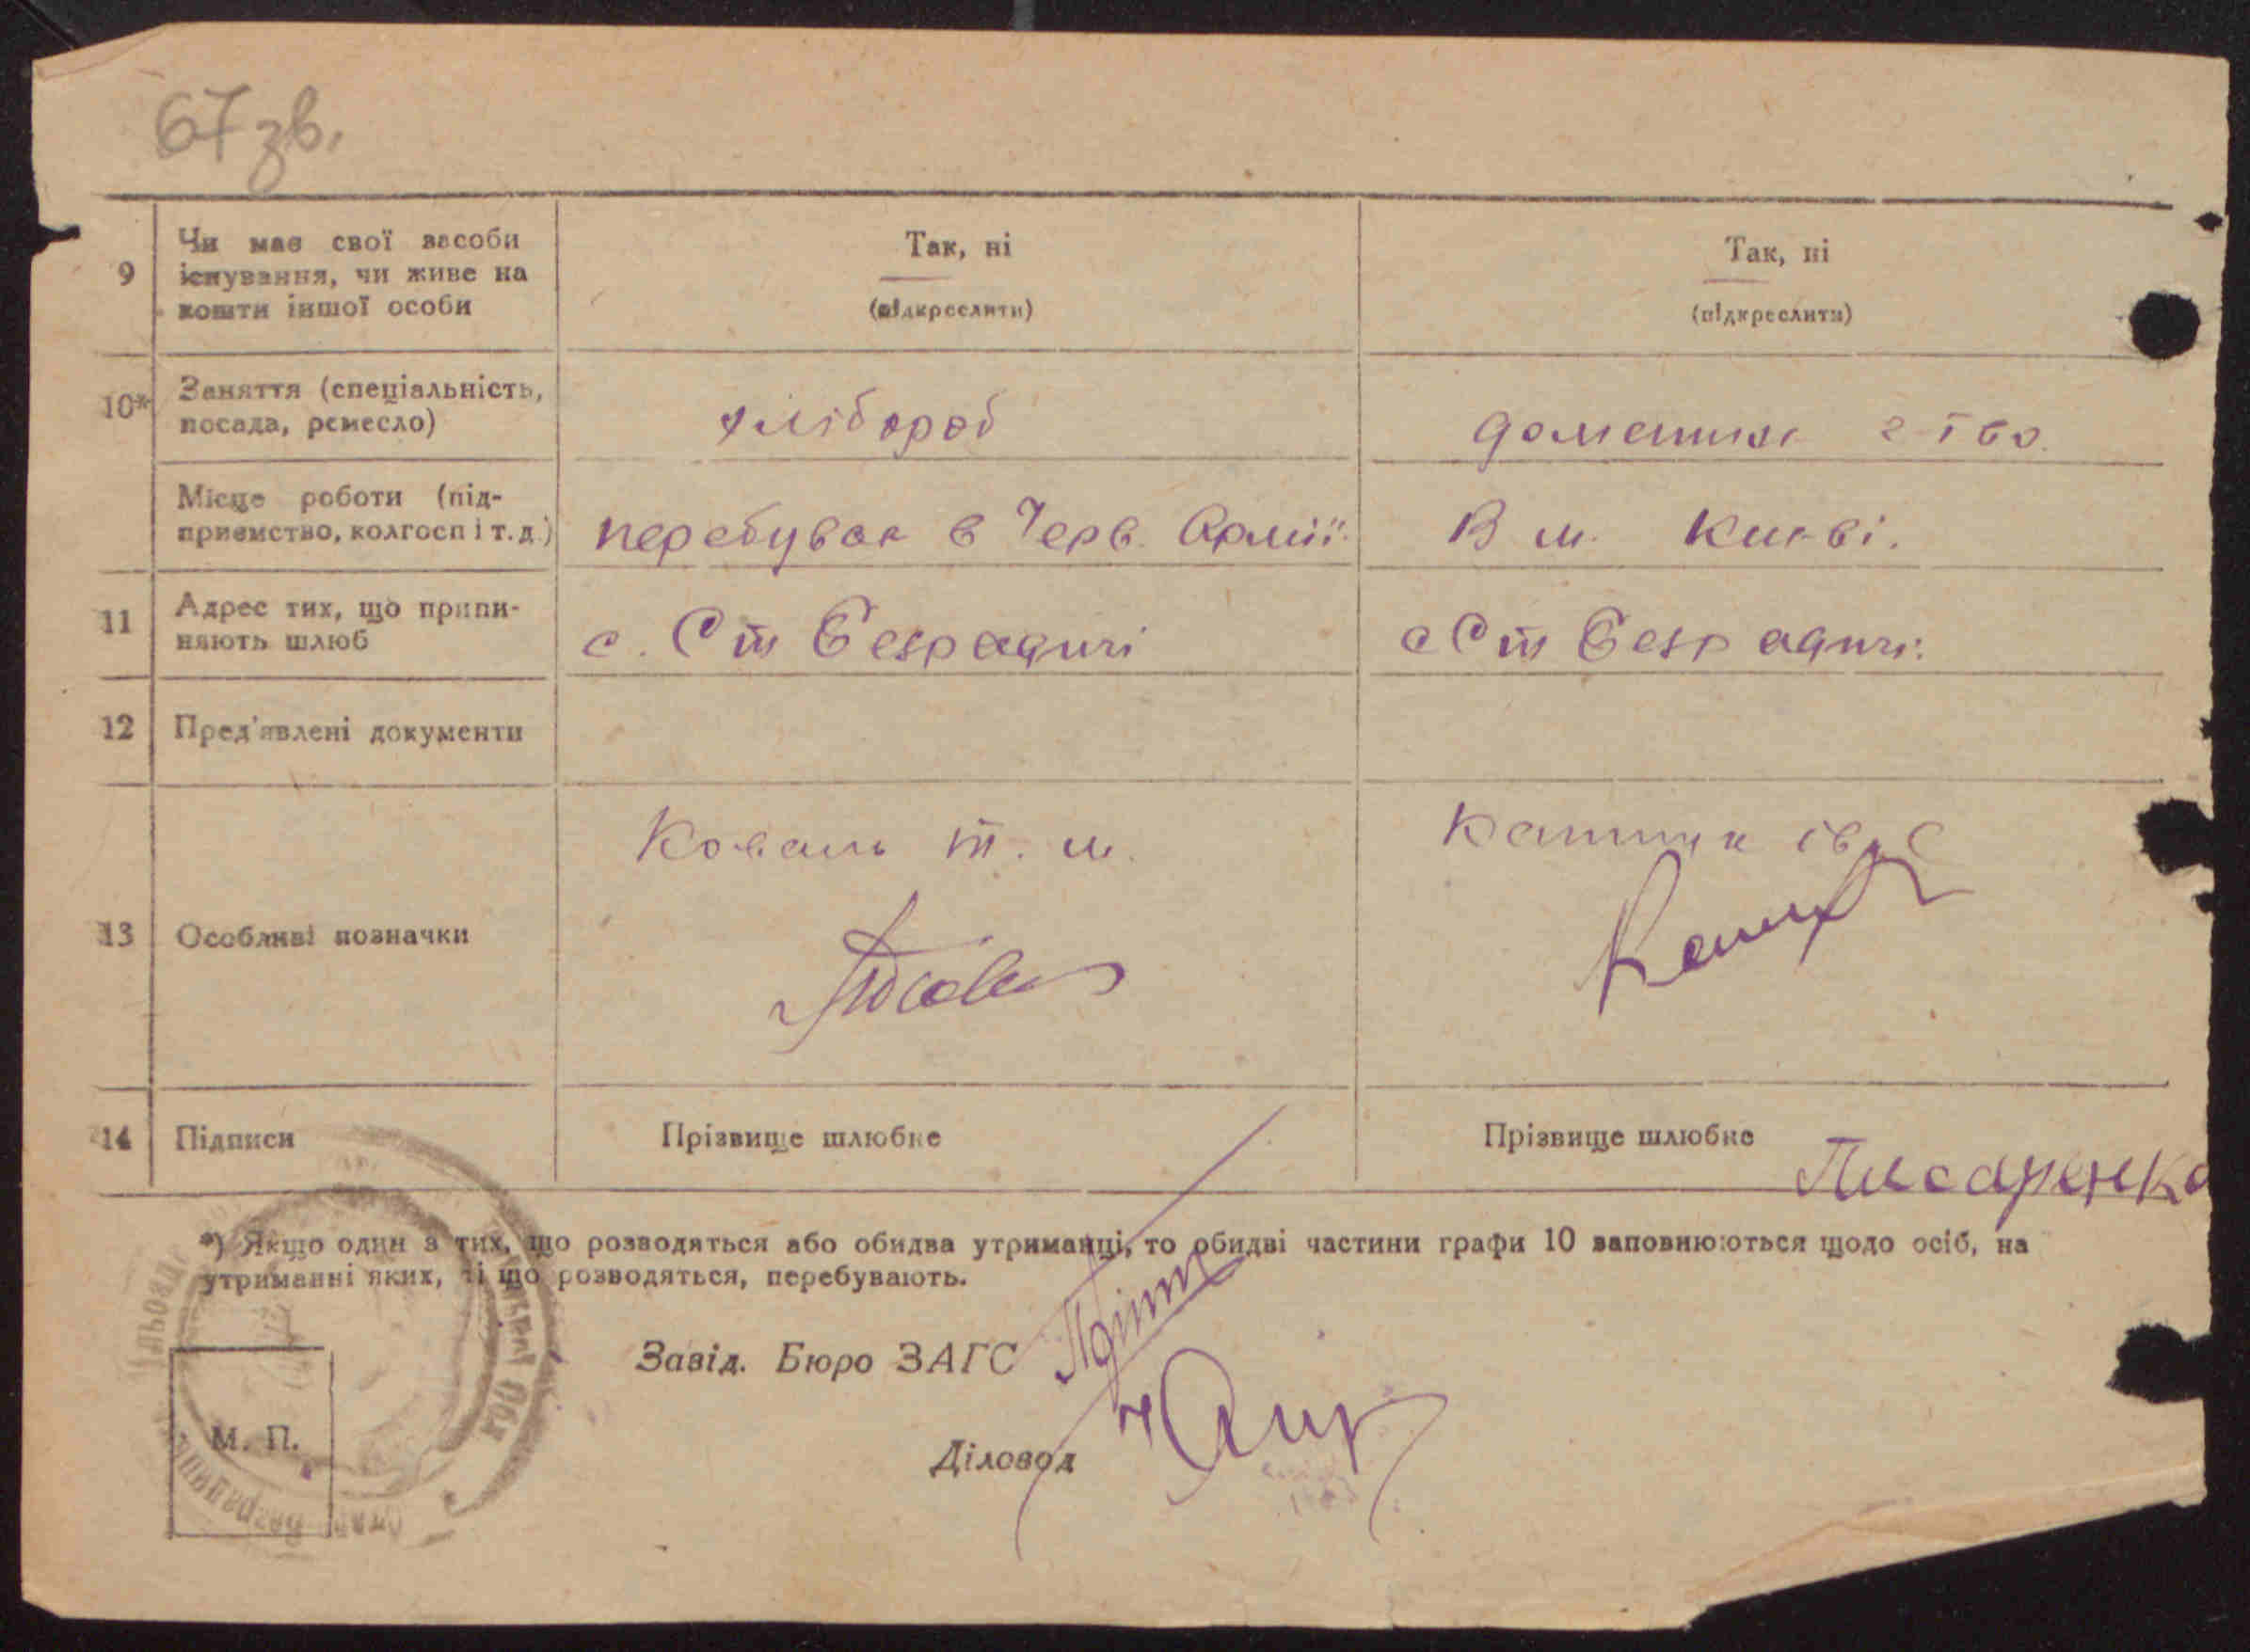 67 зв.
9 Чи має свої засоби існування, чи живе на кошти іншої особи
Так, ні
(підкреслити)
Так, ні
(підкреслити)
10* Заняття (спеціальність, посада, ремесло)
хлібороб
домашнє г-тво.
Місце роботи (підприємство, колгосп і т. д.)
перебував в Черв. Армії.
В м. Києві.
11 Адрес тих, що припиняють шлюб
с. Ст Безрадичі
с Ст Безрадичі.
12 Пред'явлені документи
13 Особливі позначки
Коваль т. м.
14 Підписи
Прізвище шлюбне
Прізвище шлюбне Писаренко
*) Якщо один з тих, що розводяться або обидва утриманці, то обидві частини графи 10 заповнюються щодо осіб, на
утриманні яких, ті що розводяться, перебувають.
Завід. Бюро ЗАГС
Діловод
М. П.